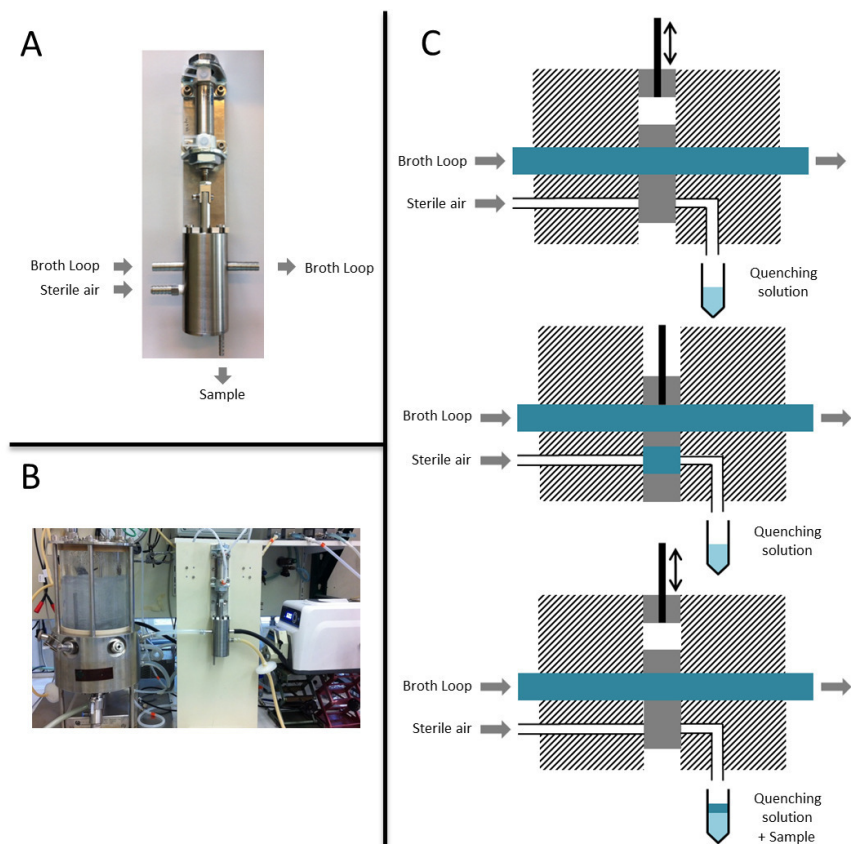 A
Broth Loop
Broth Loop
Sterile air
Sample
B
C
Broth Loop
Sterile air
Quenching
solution
Broth Loop
Sterile air
Quenching
solution
Broth Loop
Sterile air
Quenching
solution
+ Sample